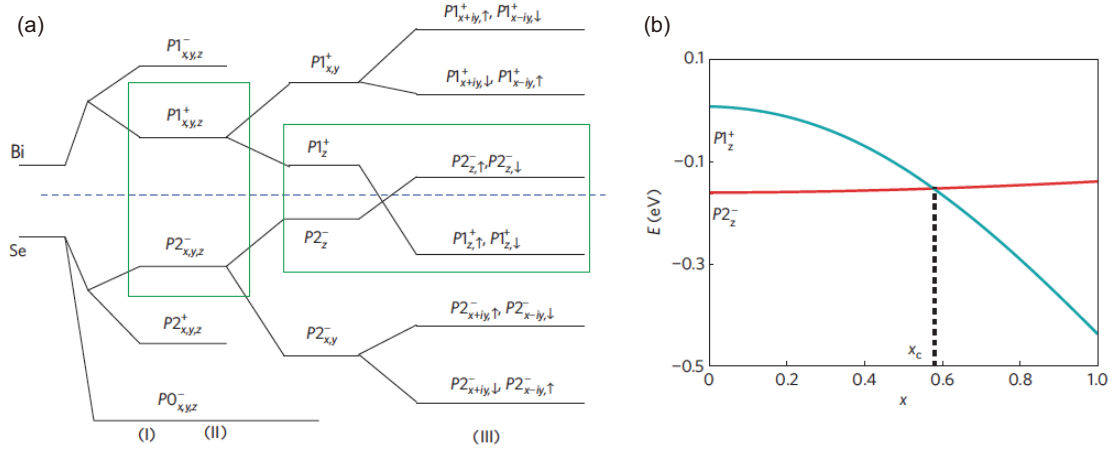 (a)
P1⁺x+iy,↑, P1⁺x−iy,↓
P1⁻x,y,z
P1⁺x,y
P1⁺x+iy,↓, P1⁺x−iy,↑
P1⁺x,y,z
Bi
P1⁺z
P2⁻z,↑,P2⁻z,↓
Se
P2⁻x,y,z
P2⁻z
P1⁺z,↑, P1⁺z,↓
P2⁺x,y,z
P2⁻x,y
P2⁻x+iy,↑, P2⁻x−iy,↓
P2⁻x+iy,↓, P2⁻x−iy,↑
P0⁻x,y,z
(I) (II) (III)
(b)
0.1
P1⁺z
−0.1
P2⁻z
E (eV)
−0.3
xc
−0.5
0 0.2 0.4 0.6 0.8 1.0
x